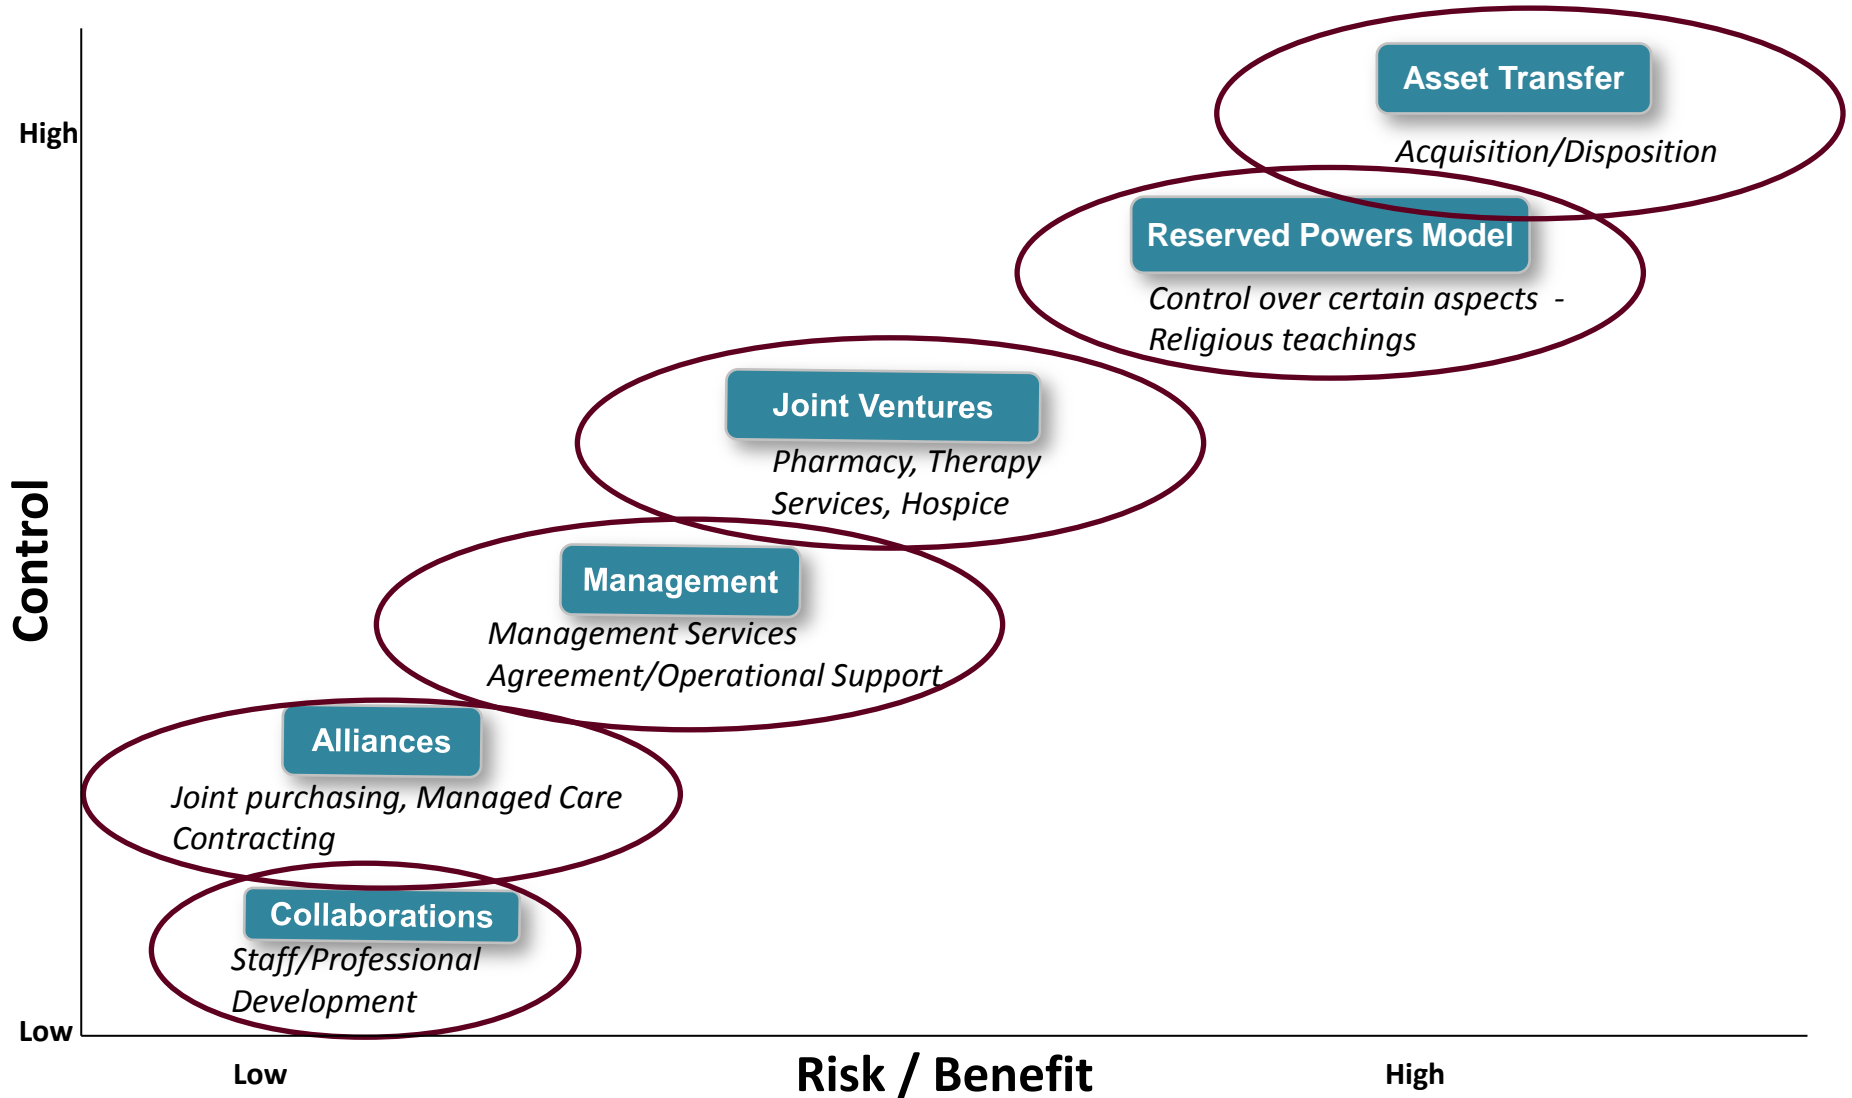 Asset Transfer
High
Acquisition/Disposition
Reserved Powers Model
Control over certain aspects -
Religious teachings
Joint Ventures
Pharmacy, Therapy
Services, Hospice
Control
Management
Management Services
Agreement/Operational Support
Alliances
Joint purchasing, Managed Care
Contracting
Collaborations
Staff/Professional
Development
Low
Low
Risk / Benefit
High